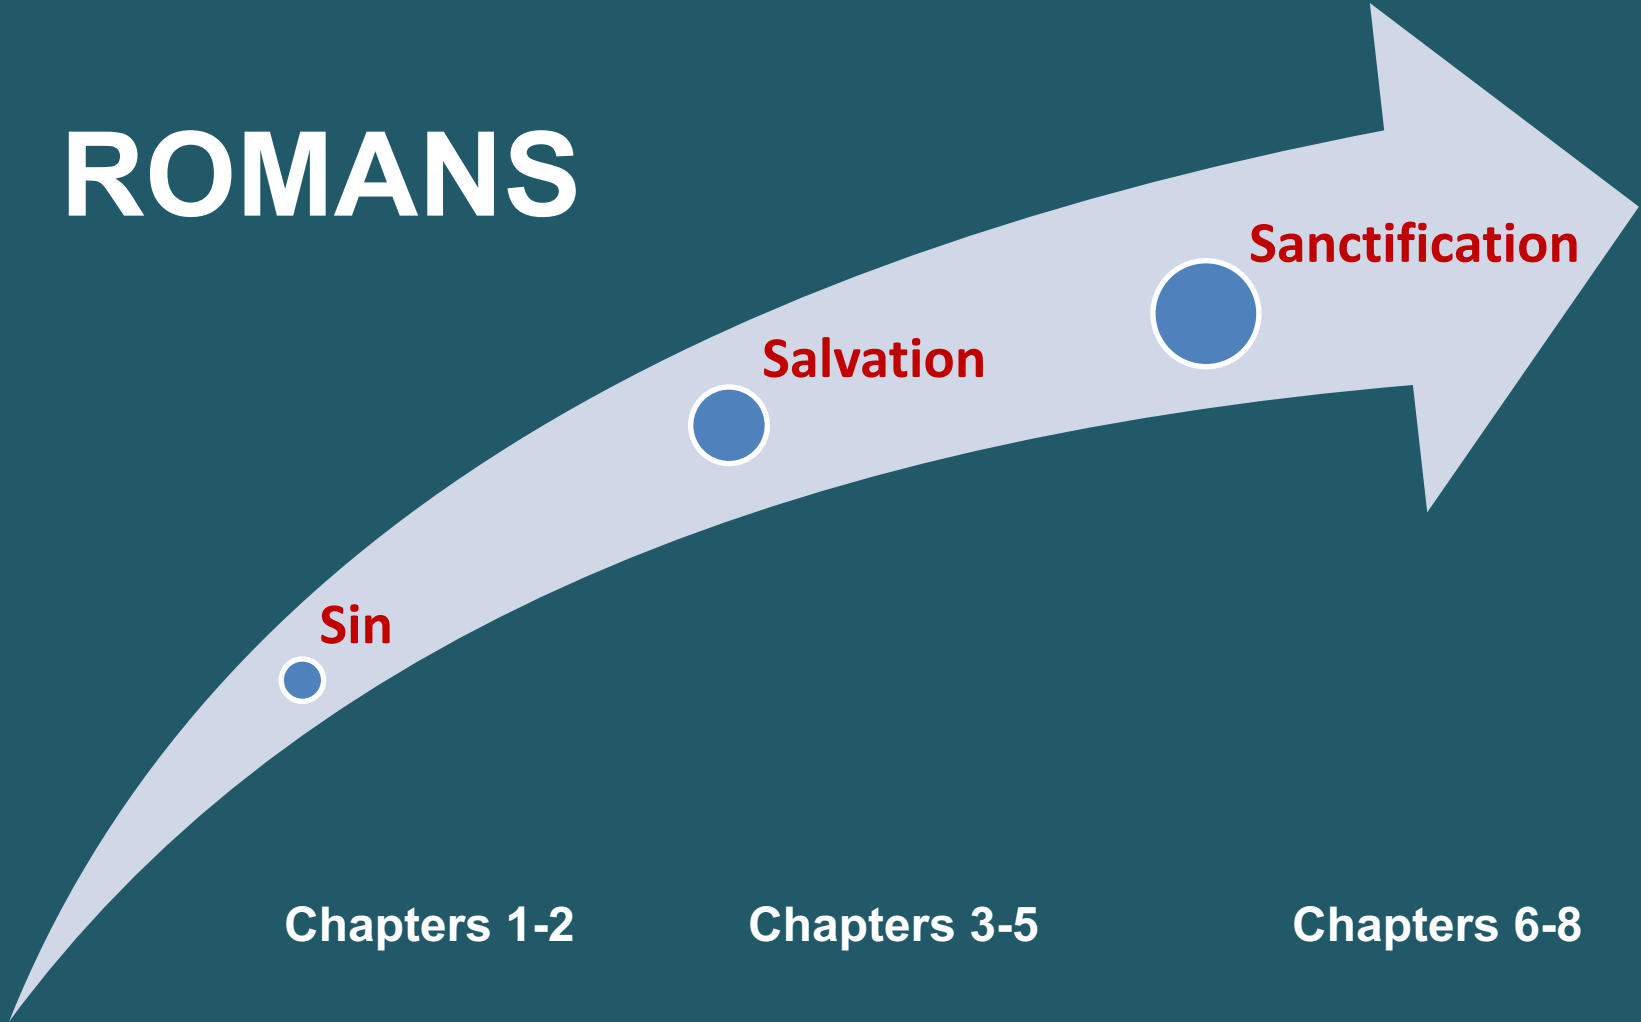 ROMANS
Sanctification
Salvation
Sin
Chapters 1-2
Chapters 3-5
Chapters 6-8